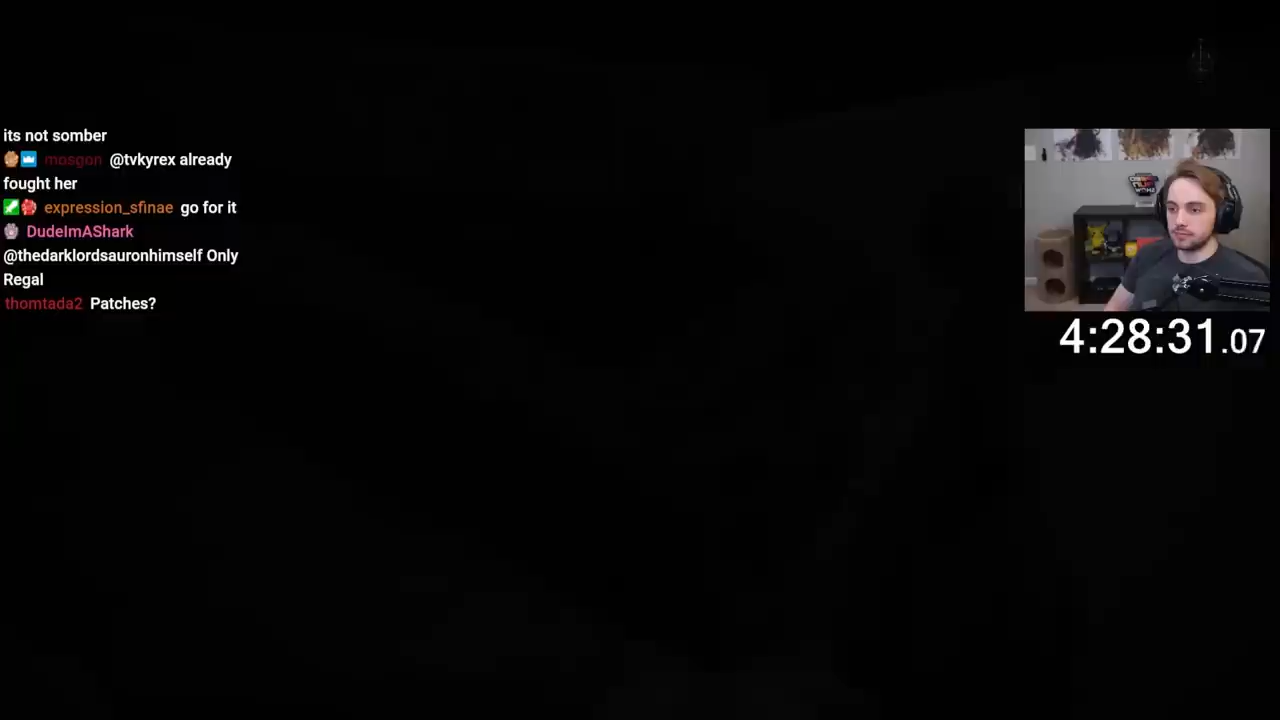 its not somber
mosgon @tvkyrex already
fought her
expression_sfinae go for it
DudeImAShark
@thedarklordsauronhimself Only
Regal
thomtada2 Patches?
4:28:31.07